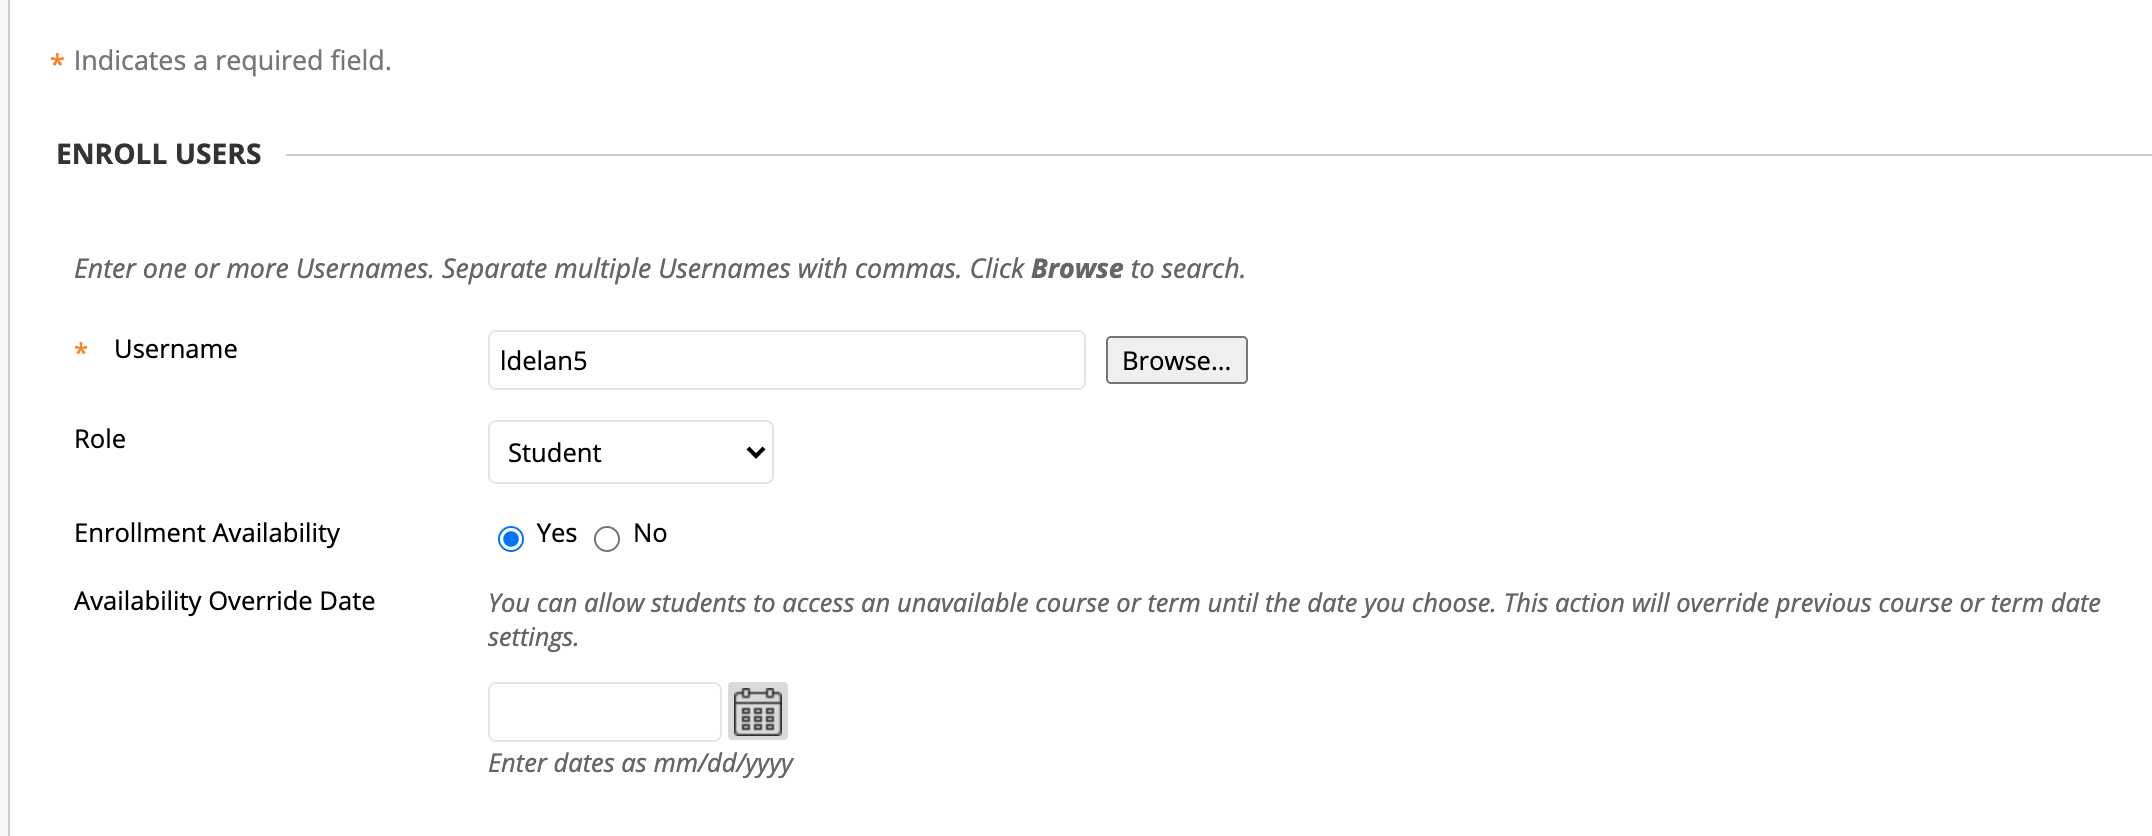 * Indicates a required field.
ENROLL USERS
Enter one or more Usernames. Separate multiple Usernames with commas. Click Browse to search.
* Username
ldelan5
Browse...
Role
Student
Enrollment Availability
Yes
No
Availability Override Date
You can allow students to access an unavailable course or term until the date you choose. This action will override previous course or term date
settings.
Enter dates as mm/dd/yyyy